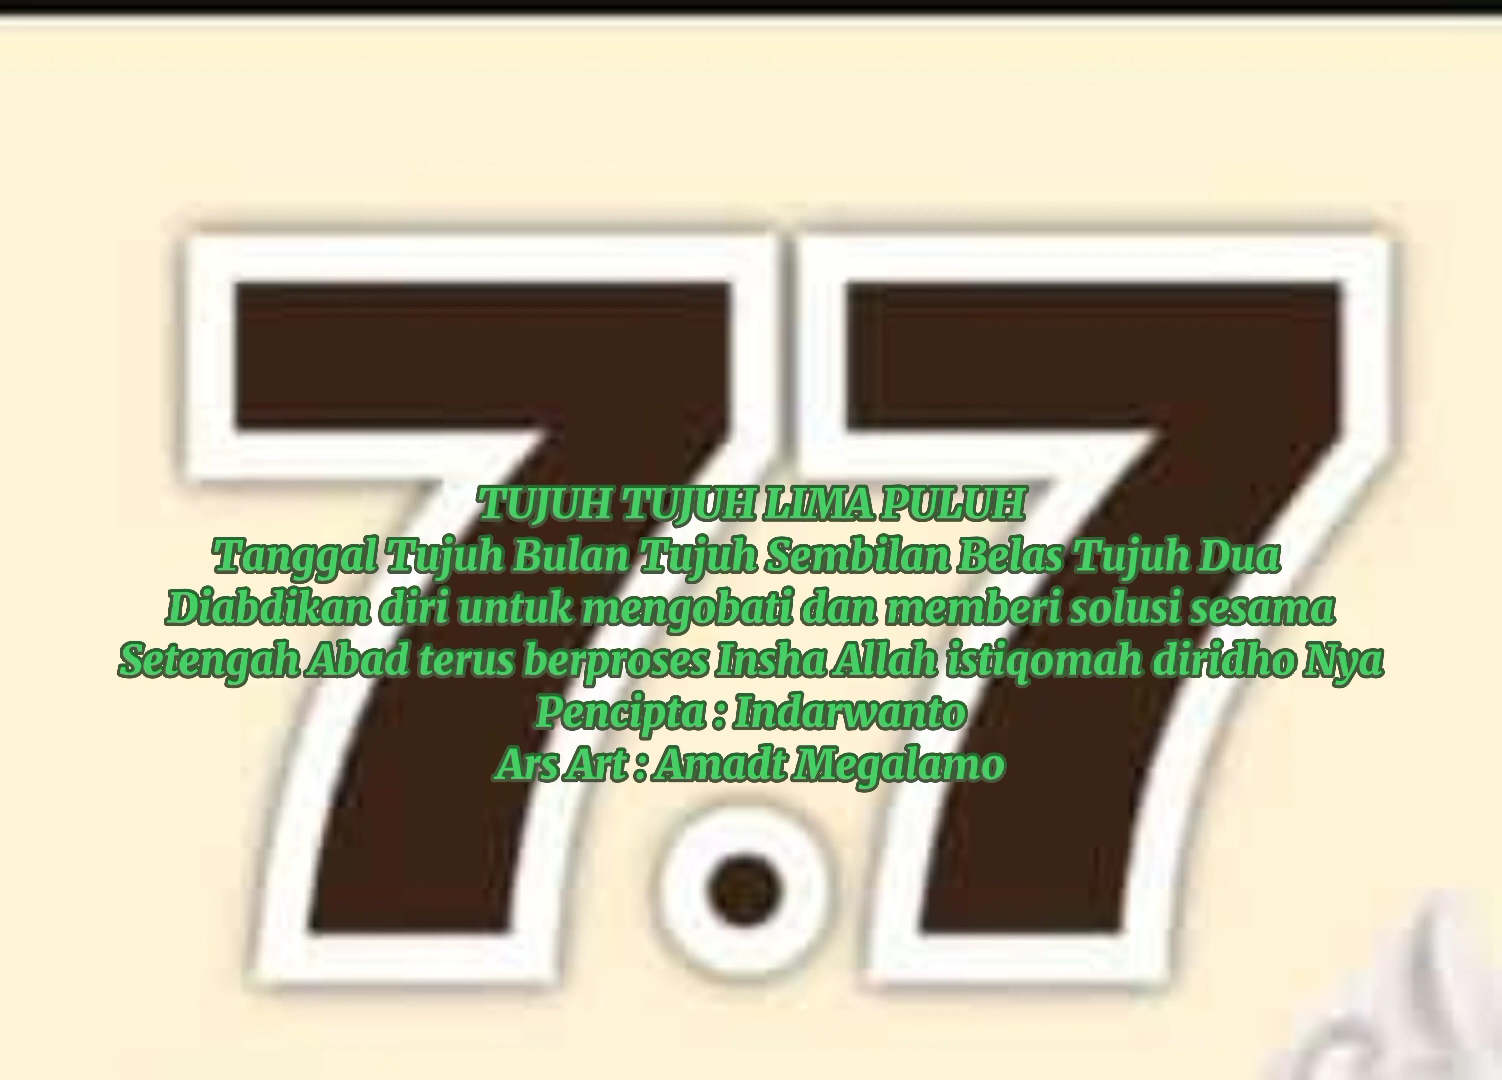 7.7
TUJUH TUJUH LIMA PULUH
Tanggal Tujuh Bulan Tujuh Sembilan Belas Tujuh Dua
Diabdikan diri untuk mengobati dan memberi solusi sesama
Setengah Abad terus berproses Insha Allah istiqomah diridho Nya
Pencipta : Indarwanto
Ars Art : Amadt Megalamo